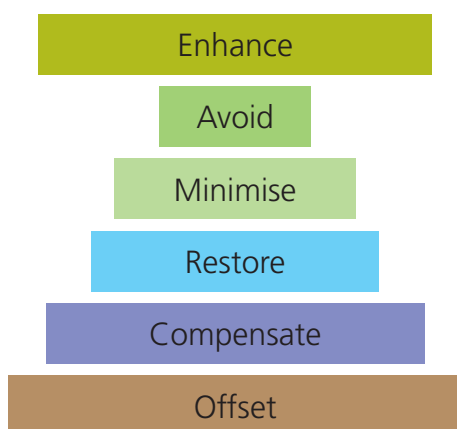 Enhance
Avoid
Minimise
Restore
Compensate
Offset